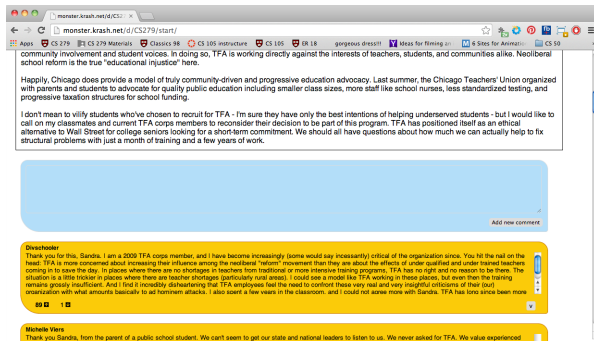 monster.krash.net/d/CS2
monster.krash.net/d/CS279/start/
Apps CS 279 CS 279 Materials Classics 98 CS 105 instructure CS 105 ER 18 gorgeous dress!!! Ideas for filming an 6 Sites for Animatio CS 50
community involvement and student voices. In doing so, TFA is working directly against the interests of teachers, students, and communities alike. Neoliberal
school reform is the true "educational injustice" here.
Happily, Chicago does provide a model of truly community-driven and progressive education advocacy. Last summer, the Chicago Teachers' Union organized
with parents and students to advocate for quality public education including smaller class sizes, more staff like school nurses, less standardized testing, and
progressive taxation structures for school funding.
I don't mean to vilify students who've chosen to recruit for TFA - I'm sure they have only the best intentions of helping underserved students - but I would like to
call on my classmates and current TFA corps members to reconsider their decision to be part of this program. TFA has positioned itself as an ethical
alternative to Wall Street for college seniors looking for a short-term commitment. We should all have questions about how much we can actually help to fix
structural problems with just a month of training and a few years of work.
Add new comment
Divschooler
Thank you for this, Sandra. I am a 2009 TFA corps member, and I have become increasingly (some would say incessantly) critical of the organization since. You hit the nail on the
head: TFA is more concerned about increasing their influence among the neoliberal "reform" movement than they are about the effects of under qualified and under trained teachers
coming in to save the day. In places where there are no shortages in teachers from traditional or more intensive training programs, TFA has no right and no reason to be there. The
situation is a little trickier in places where there are teacher shortages (particularly rural areas). I could see a model like TFA working in these places, but even then the training
remains grossly insufficient. And I find it incredibly disheartening that TFA employees feel the need to confront these very real and very insightful criticisms of their (our)
organization with what amounts basically to ad hominem attacks. I also spent a few years in the classroom, and I could not agree more with Sandra. TFA has long since been more
89 1
v
Michelle Viers
Thank you Sandra, from the parent of a public school student. We can't seem to get our state and national leaders to listen to us. We never asked for TFA. We value experienced